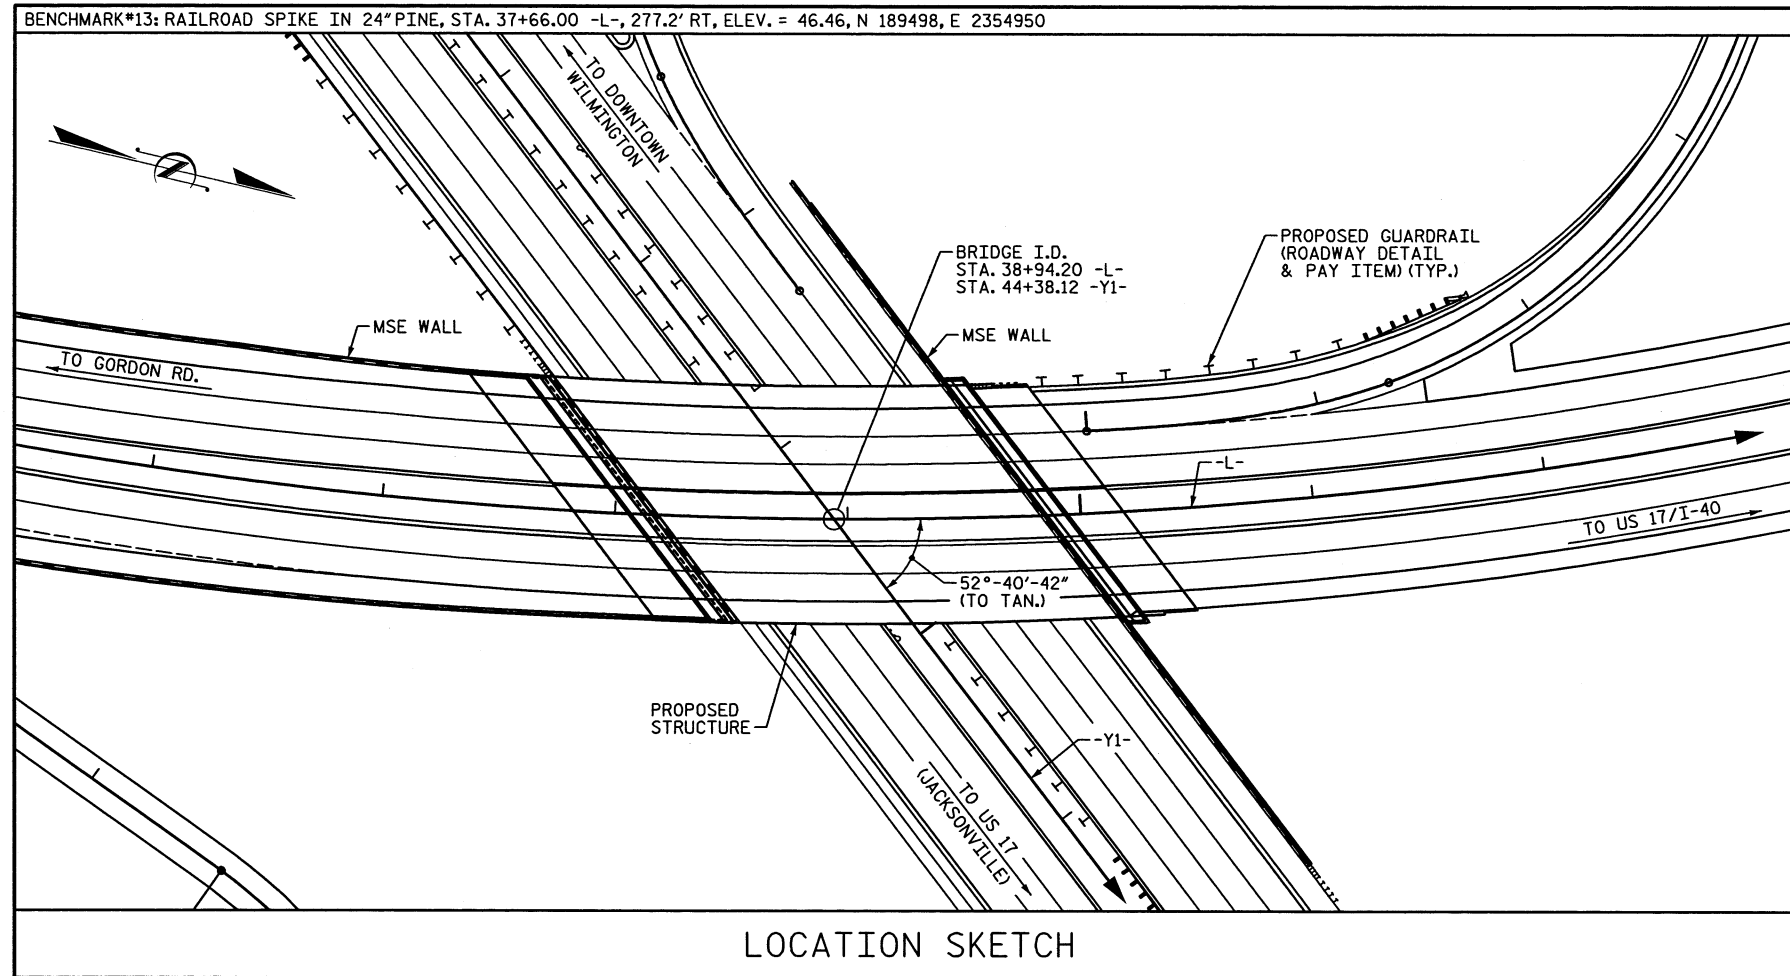 BENCHMARK#13: RAILROAD SPIKE IN 24" PINE, STA. 37+66.00 -L-, 277.2' RT, ELEV. = 46.46, N 189498, E 2354950
TO DOWNTOWN
WILMINGTON
BRIDGE I.D.
STA. 38+94.20 -L-
STA. 44+38.12 -Y1-
PROPOSED GUARDRAIL
(ROADWAY DETAIL
& PAY ITEM) (TYP.)
MSE WALL
MSE WALL
TO GORDON RD.
-L-
TO US 17/I-40
52°-40'-42"
(TO TAN.)
PROPOSED
STRUCTURE
-Y1-
TO US 17
(JACKSONVILLE)
LOCATION SKETCH